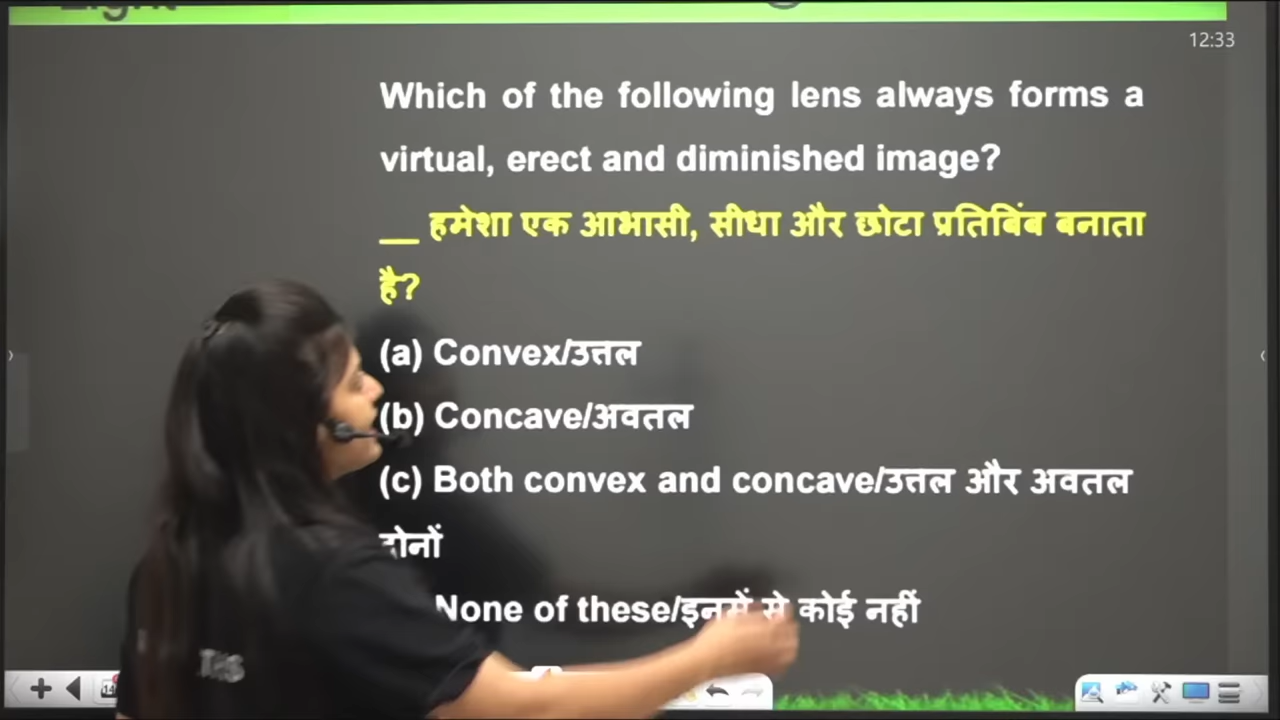 Light
12:33
Which of the following lens always forms a
virtual, erect and diminished image?
__ हमेशा एक आभासी, सीधा और छोटा प्रतिबिंब बनाता
है?
(a) Convex/उत्तल
(b) Concave/अवतल
(c) Both convex and concave/उत्तल और अवतल
दोनों
None of these/इनमें से कोई नहीं